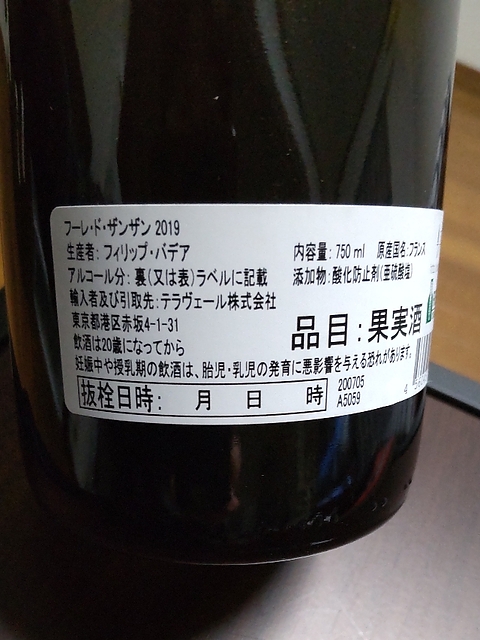 フーレ・ド・ザンザン 2019
生産者: フィリップ・バデア
内容量: 750 ml 原産国名: フランス
アルコール分: 裏(又は表)ラベルに記載
添加物: 酸化防止剤(亜硫酸塩)
輸入者及び引取先: テラヴェール株式会社
東京都港区赤坂4-1-31
品目: 果実酒
飲酒は20歳になってから
妊娠中や授乳期の飲酒は、胎児・乳児の発育に悪影響を与える恐れがあります。
抜栓日時: 月 日 時
200705
A5059
4